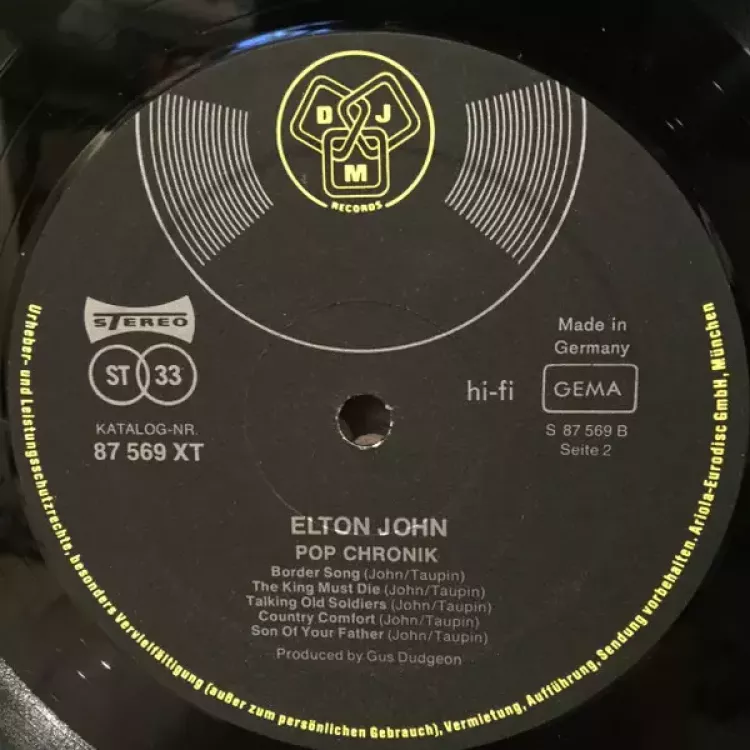 D J
M
RECORDS
STEREO
ST 33
KATALOG-NR.
87 569 XT
Made in
Germany
hi-fi
GEMA
S 87 569 B
Seite 2
ELTON JOHN
POP CHRONIK
Border Song (John/Taupin)
The King Must Die (John/Taupin)
Talking Old Soldiers (John/Taupin)
Country Comfort (John/Taupin)
Son Of Your Father (John/Taupin)
Produced by Gus Dudgeon
Urheber- und Leistungsschutzrechte, besonders Vervielfältigung (außer zum persönlichen Gebrauch), Vermietung, Aufführung, Sendung vorbehalten. Ariola-Eurodisc GmbH, München